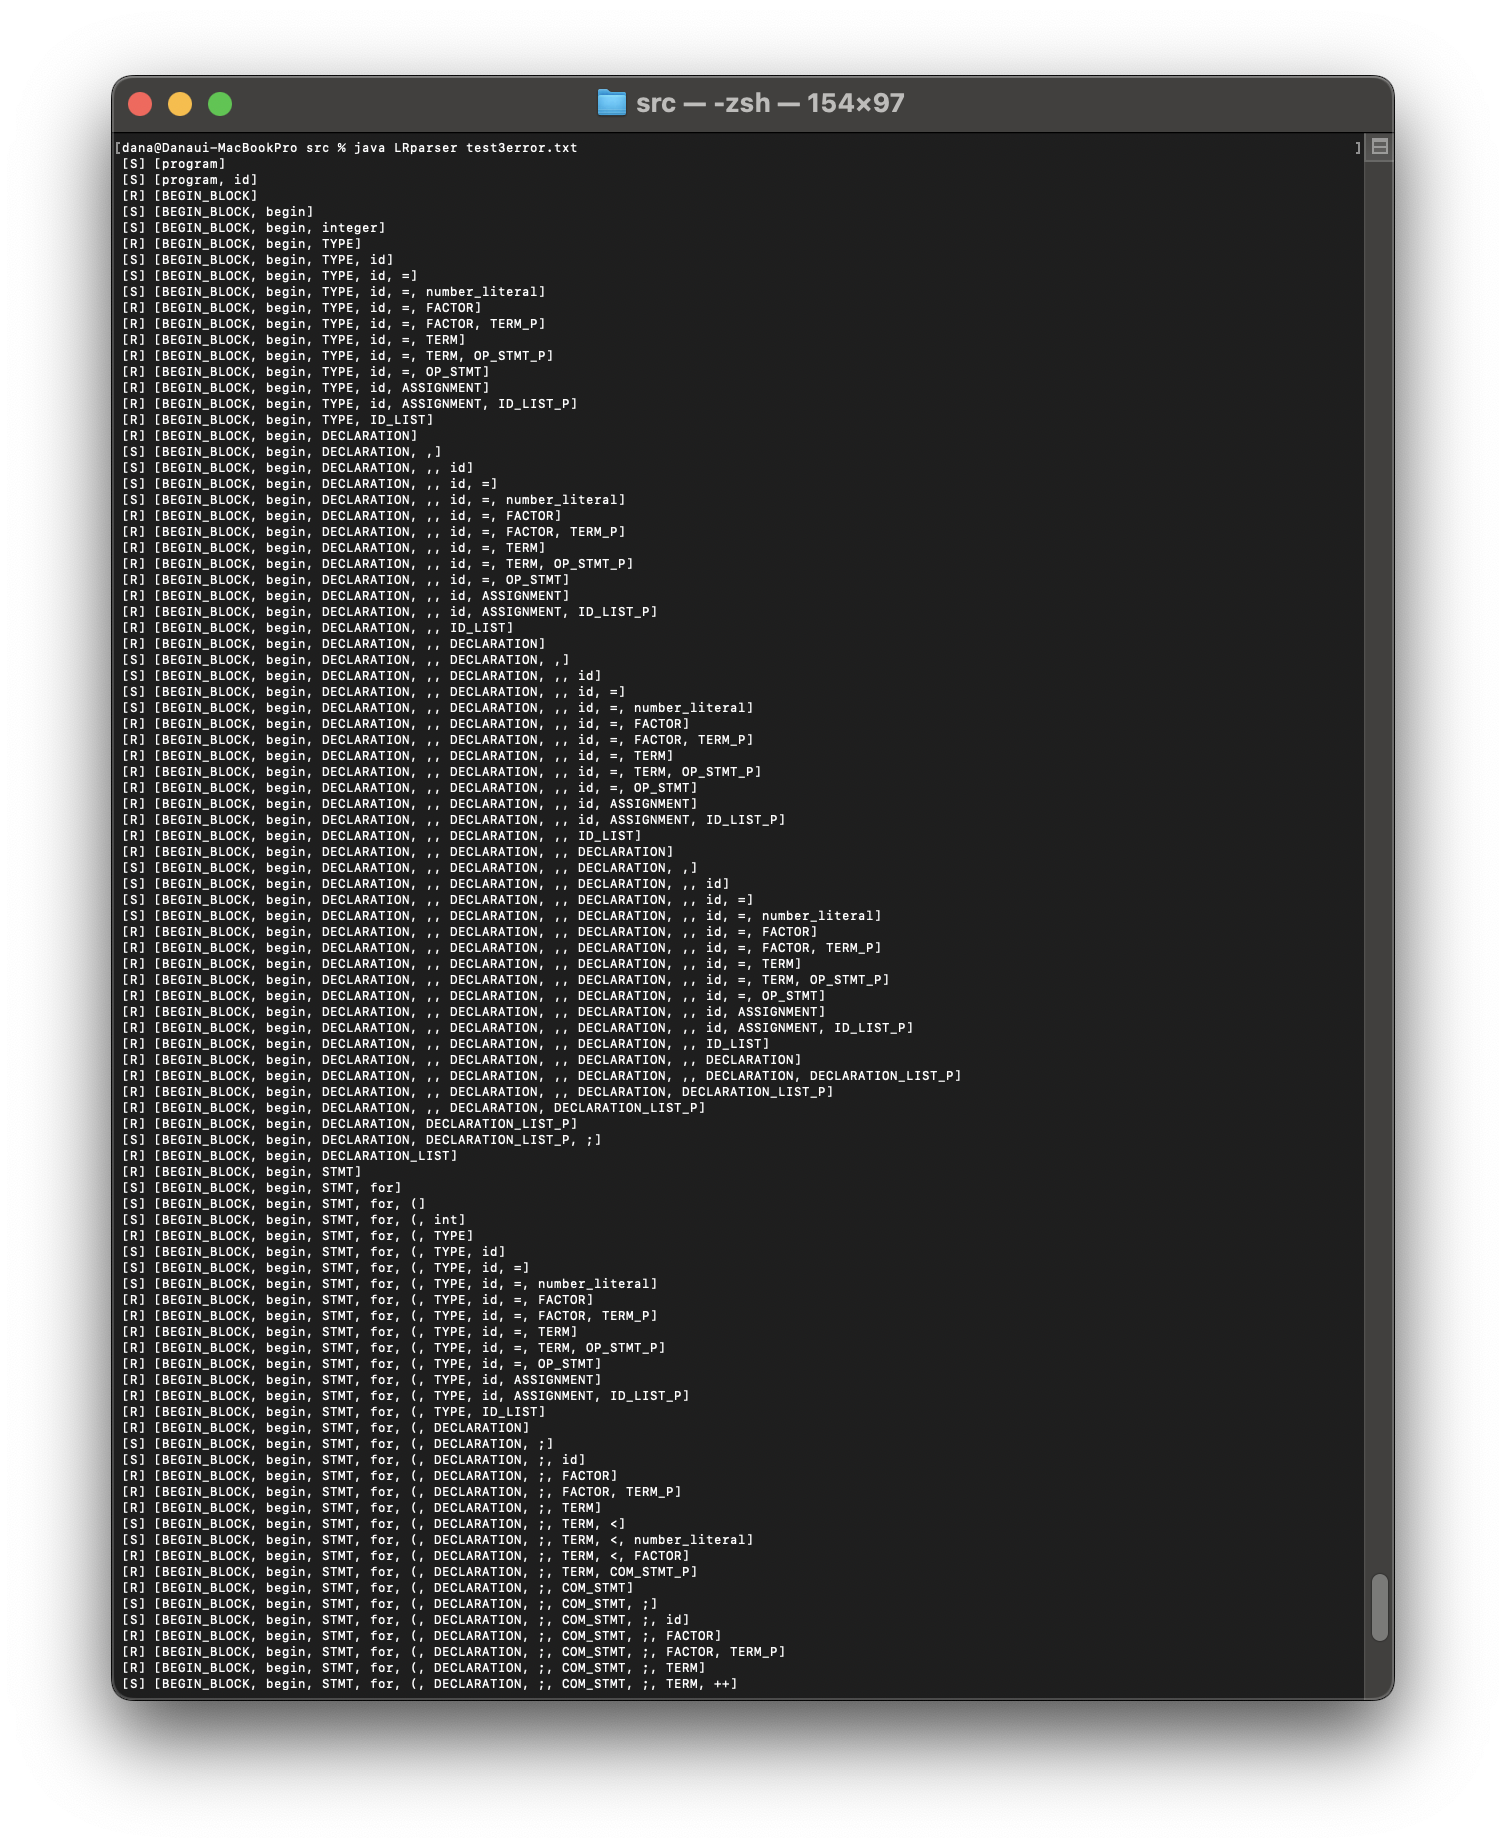 src — -zsh — 154×97
[dana@Danaui-MacBookPro src % java LRparser test3error.txt ]
[S] [program]
[S] [program, id]
[R] [BEGIN_BLOCK]
[S] [BEGIN_BLOCK, begin]
[S] [BEGIN_BLOCK, begin, integer]
[R] [BEGIN_BLOCK, begin, TYPE]
[S] [BEGIN_BLOCK, begin, TYPE, id]
[S] [BEGIN_BLOCK, begin, TYPE, id, =]
[S] [BEGIN_BLOCK, begin, TYPE, id, =, number_literal]
[R] [BEGIN_BLOCK, begin, TYPE, id, =, FACTOR]
[R] [BEGIN_BLOCK, begin, TYPE, id, =, FACTOR, TERM_P]
[R] [BEGIN_BLOCK, begin, TYPE, id, =, TERM]
[R] [BEGIN_BLOCK, begin, TYPE, id, =, TERM, OP_STMT_P]
[R] [BEGIN_BLOCK, begin, TYPE, id, =, OP_STMT]
[R] [BEGIN_BLOCK, begin, TYPE, id, ASSIGNMENT]
[R] [BEGIN_BLOCK, begin, TYPE, id, ASSIGNMENT, ID_LIST_P]
[R] [BEGIN_BLOCK, begin, TYPE, ID_LIST]
[R] [BEGIN_BLOCK, begin, DECLARATION]
[S] [BEGIN_BLOCK, begin, DECLARATION, ,]
[S] [BEGIN_BLOCK, begin, DECLARATION, ,, id]
[S] [BEGIN_BLOCK, begin, DECLARATION, ,, id, =]
[S] [BEGIN_BLOCK, begin, DECLARATION, ,, id, =, number_literal]
[R] [BEGIN_BLOCK, begin, DECLARATION, ,, id, =, FACTOR]
[R] [BEGIN_BLOCK, begin, DECLARATION, ,, id, =, FACTOR, TERM_P]
[R] [BEGIN_BLOCK, begin, DECLARATION, ,, id, =, TERM]
[R] [BEGIN_BLOCK, begin, DECLARATION, ,, id, =, TERM, OP_STMT_P]
[R] [BEGIN_BLOCK, begin, DECLARATION, ,, id, =, OP_STMT]
[R] [BEGIN_BLOCK, begin, DECLARATION, ,, id, ASSIGNMENT]
[R] [BEGIN_BLOCK, begin, DECLARATION, ,, id, ASSIGNMENT, ID_LIST_P]
[R] [BEGIN_BLOCK, begin, DECLARATION, ,, ID_LIST]
[R] [BEGIN_BLOCK, begin, DECLARATION, ,, DECLARATION]
[S] [BEGIN_BLOCK, begin, DECLARATION, ,, DECLARATION, ,]
[S] [BEGIN_BLOCK, begin, DECLARATION, ,, DECLARATION, ,, id]
[S] [BEGIN_BLOCK, begin, DECLARATION, ,, DECLARATION, ,, id, =]
[S] [BEGIN_BLOCK, begin, DECLARATION, ,, DECLARATION, ,, id, =, number_literal]
[R] [BEGIN_BLOCK, begin, DECLARATION, ,, DECLARATION, ,, id, =, FACTOR]
[R] [BEGIN_BLOCK, begin, DECLARATION, ,, DECLARATION, ,, id, =, FACTOR, TERM_P]
[R] [BEGIN_BLOCK, begin, DECLARATION, ,, DECLARATION, ,, id, =, TERM]
[R] [BEGIN_BLOCK, begin, DECLARATION, ,, DECLARATION, ,, id, =, TERM, OP_STMT_P]
[R] [BEGIN_BLOCK, begin, DECLARATION, ,, DECLARATION, ,, id, =, OP_STMT]
[R] [BEGIN_BLOCK, begin, DECLARATION, ,, DECLARATION, ,, id, ASSIGNMENT]
[R] [BEGIN_BLOCK, begin, DECLARATION, ,, DECLARATION, ,, id, ASSIGNMENT, ID_LIST_P]
[R] [BEGIN_BLOCK, begin, DECLARATION, ,, DECLARATION, ,, ID_LIST]
[R] [BEGIN_BLOCK, begin, DECLARATION, ,, DECLARATION, ,, DECLARATION]
[S] [BEGIN_BLOCK, begin, DECLARATION, ,, DECLARATION, ,, DECLARATION, ,]
[S] [BEGIN_BLOCK, begin, DECLARATION, ,, DECLARATION, ,, DECLARATION, ,, id]
[S] [BEGIN_BLOCK, begin, DECLARATION, ,, DECLARATION, ,, DECLARATION, ,, id, =]
[S] [BEGIN_BLOCK, begin, DECLARATION, ,, DECLARATION, ,, DECLARATION, ,, id, =, number_literal]
[R] [BEGIN_BLOCK, begin, DECLARATION, ,, DECLARATION, ,, DECLARATION, ,, id, =, FACTOR]
[R] [BEGIN_BLOCK, begin, DECLARATION, ,, DECLARATION, ,, DECLARATION, ,, id, =, FACTOR, TERM_P]
[R] [BEGIN_BLOCK, begin, DECLARATION, ,, DECLARATION, ,, DECLARATION, ,, id, =, TERM]
[R] [BEGIN_BLOCK, begin, DECLARATION, ,, DECLARATION, ,, DECLARATION, ,, id, =, TERM, OP_STMT_P]
[R] [BEGIN_BLOCK, begin, DECLARATION, ,, DECLARATION, ,, DECLARATION, ,, id, =, OP_STMT]
[R] [BEGIN_BLOCK, begin, DECLARATION, ,, DECLARATION, ,, DECLARATION, ,, id, ASSIGNMENT]
[R] [BEGIN_BLOCK, begin, DECLARATION, ,, DECLARATION, ,, DECLARATION, ,, id, ASSIGNMENT, ID_LIST_P]
[R] [BEGIN_BLOCK, begin, DECLARATION, ,, DECLARATION, ,, DECLARATION, ,, ID_LIST]
[R] [BEGIN_BLOCK, begin, DECLARATION, ,, DECLARATION, ,, DECLARATION, ,, DECLARATION]
[R] [BEGIN_BLOCK, begin, DECLARATION, ,, DECLARATION, ,, DECLARATION, ,, DECLARATION, DECLARATION_LIST_P]
[R] [BEGIN_BLOCK, begin, DECLARATION, ,, DECLARATION, ,, DECLARATION, DECLARATION_LIST_P]
[R] [BEGIN_BLOCK, begin, DECLARATION, ,, DECLARATION, DECLARATION_LIST_P]
[R] [BEGIN_BLOCK, begin, DECLARATION, DECLARATION_LIST_P]
[S] [BEGIN_BLOCK, begin, DECLARATION, DECLARATION_LIST_P, ;]
[R] [BEGIN_BLOCK, begin, DECLARATION_LIST]
[R] [BEGIN_BLOCK, begin, STMT]
[S] [BEGIN_BLOCK, begin, STMT, for]
[S] [BEGIN_BLOCK, begin, STMT, for, (]
[S] [BEGIN_BLOCK, begin, STMT, for, (, int]
[R] [BEGIN_BLOCK, begin, STMT, for, (, TYPE]
[S] [BEGIN_BLOCK, begin, STMT, for, (, TYPE, id]
[S] [BEGIN_BLOCK, begin, STMT, for, (, TYPE, id, =]
[S] [BEGIN_BLOCK, begin, STMT, for, (, TYPE, id, =, number_literal]
[R] [BEGIN_BLOCK, begin, STMT, for, (, TYPE, id, =, FACTOR]
[R] [BEGIN_BLOCK, begin, STMT, for, (, TYPE, id, =, FACTOR, TERM_P]
[R] [BEGIN_BLOCK, begin, STMT, for, (, TYPE, id, =, TERM]
[R] [BEGIN_BLOCK, begin, STMT, for, (, TYPE, id, =, TERM, OP_STMT_P]
[R] [BEGIN_BLOCK, begin, STMT, for, (, TYPE, id, =, OP_STMT]
[R] [BEGIN_BLOCK, begin, STMT, for, (, TYPE, id, ASSIGNMENT]
[R] [BEGIN_BLOCK, begin, STMT, for, (, TYPE, id, ASSIGNMENT, ID_LIST_P]
[R] [BEGIN_BLOCK, begin, STMT, for, (, TYPE, ID_LIST]
[R] [BEGIN_BLOCK, begin, STMT, for, (, DECLARATION]
[S] [BEGIN_BLOCK, begin, STMT, for, (, DECLARATION, ;]
[S] [BEGIN_BLOCK, begin, STMT, for, (, DECLARATION, ;, id]
[R] [BEGIN_BLOCK, begin, STMT, for, (, DECLARATION, ;, FACTOR]
[R] [BEGIN_BLOCK, begin, STMT, for, (, DECLARATION, ;, FACTOR, TERM_P]
[R] [BEGIN_BLOCK, begin, STMT, for, (, DECLARATION, ;, TERM]
[S] [BEGIN_BLOCK, begin, STMT, for, (, DECLARATION, ;, TERM, <]
[S] [BEGIN_BLOCK, begin, STMT, for, (, DECLARATION, ;, TERM, <, number_literal]
[R] [BEGIN_BLOCK, begin, STMT, for, (, DECLARATION, ;, TERM, <, FACTOR]
[R] [BEGIN_BLOCK, begin, STMT, for, (, DECLARATION, ;, TERM, COM_STMT_P]
[R] [BEGIN_BLOCK, begin, STMT, for, (, DECLARATION, ;, COM_STMT]
[S] [BEGIN_BLOCK, begin, STMT, for, (, DECLARATION, ;, COM_STMT, ;]
[S] [BEGIN_BLOCK, begin, STMT, for, (, DECLARATION, ;, COM_STMT, ;, id]
[R] [BEGIN_BLOCK, begin, STMT, for, (, DECLARATION, ;, COM_STMT, ;, FACTOR]
[R] [BEGIN_BLOCK, begin, STMT, for, (, DECLARATION, ;, COM_STMT, ;, FACTOR, TERM_P]
[R] [BEGIN_BLOCK, begin, STMT, for, (, DECLARATION, ;, COM_STMT, ;, TERM]
[S] [BEGIN_BLOCK, begin, STMT, for, (, DECLARATION, ;, COM_STMT, ;, TERM, ++]